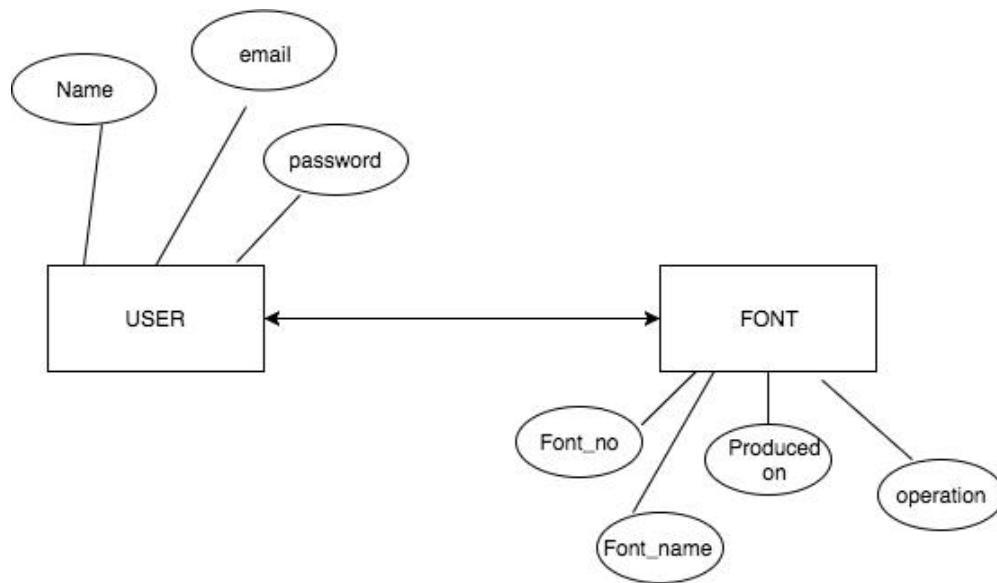 email
Name
password
USER
FONT
Font_no
Produced
on
operation
Font_name